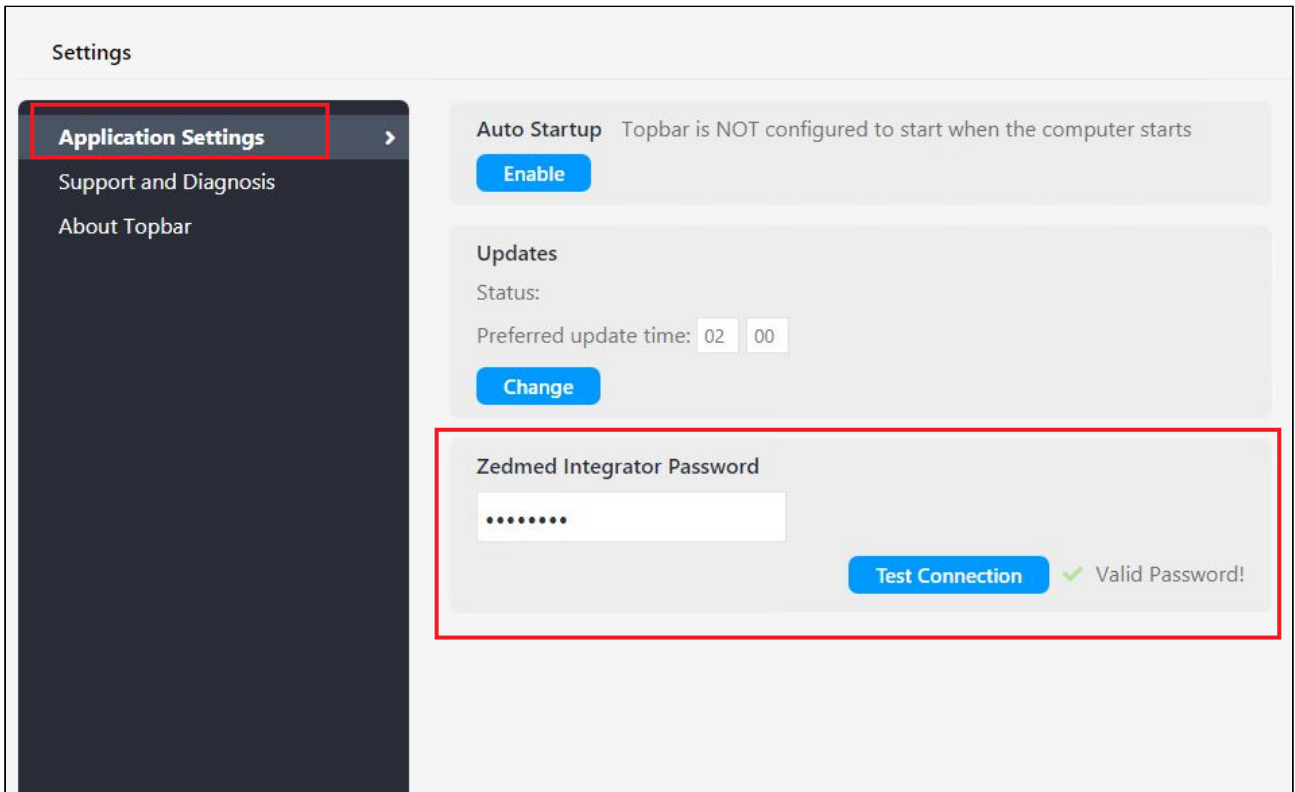 Settings
Application Settings
Support and Diagnosis
About Topbar
Auto Startup Topbar is NOT configured to start when the computer starts
Enable
Updates
Status:
Preferred update time: 02 00
Change
Zedmed Integrator Password
••••••••
Test Connection Valid Password!